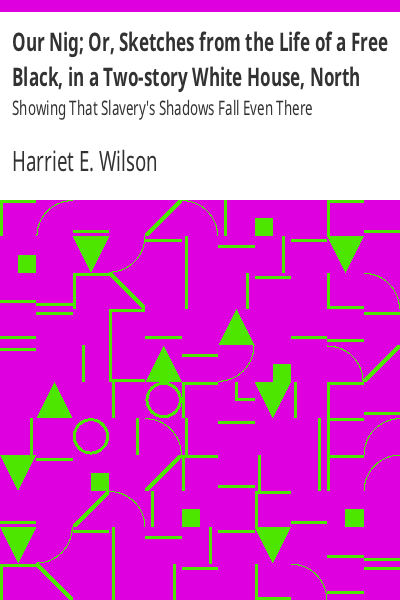 Our Nig; Or, Sketches from the Life of a Free
Black, in a Two-story White House, North
Showing That Slavery's Shadows Fall Even There
Harriet E. Wilson